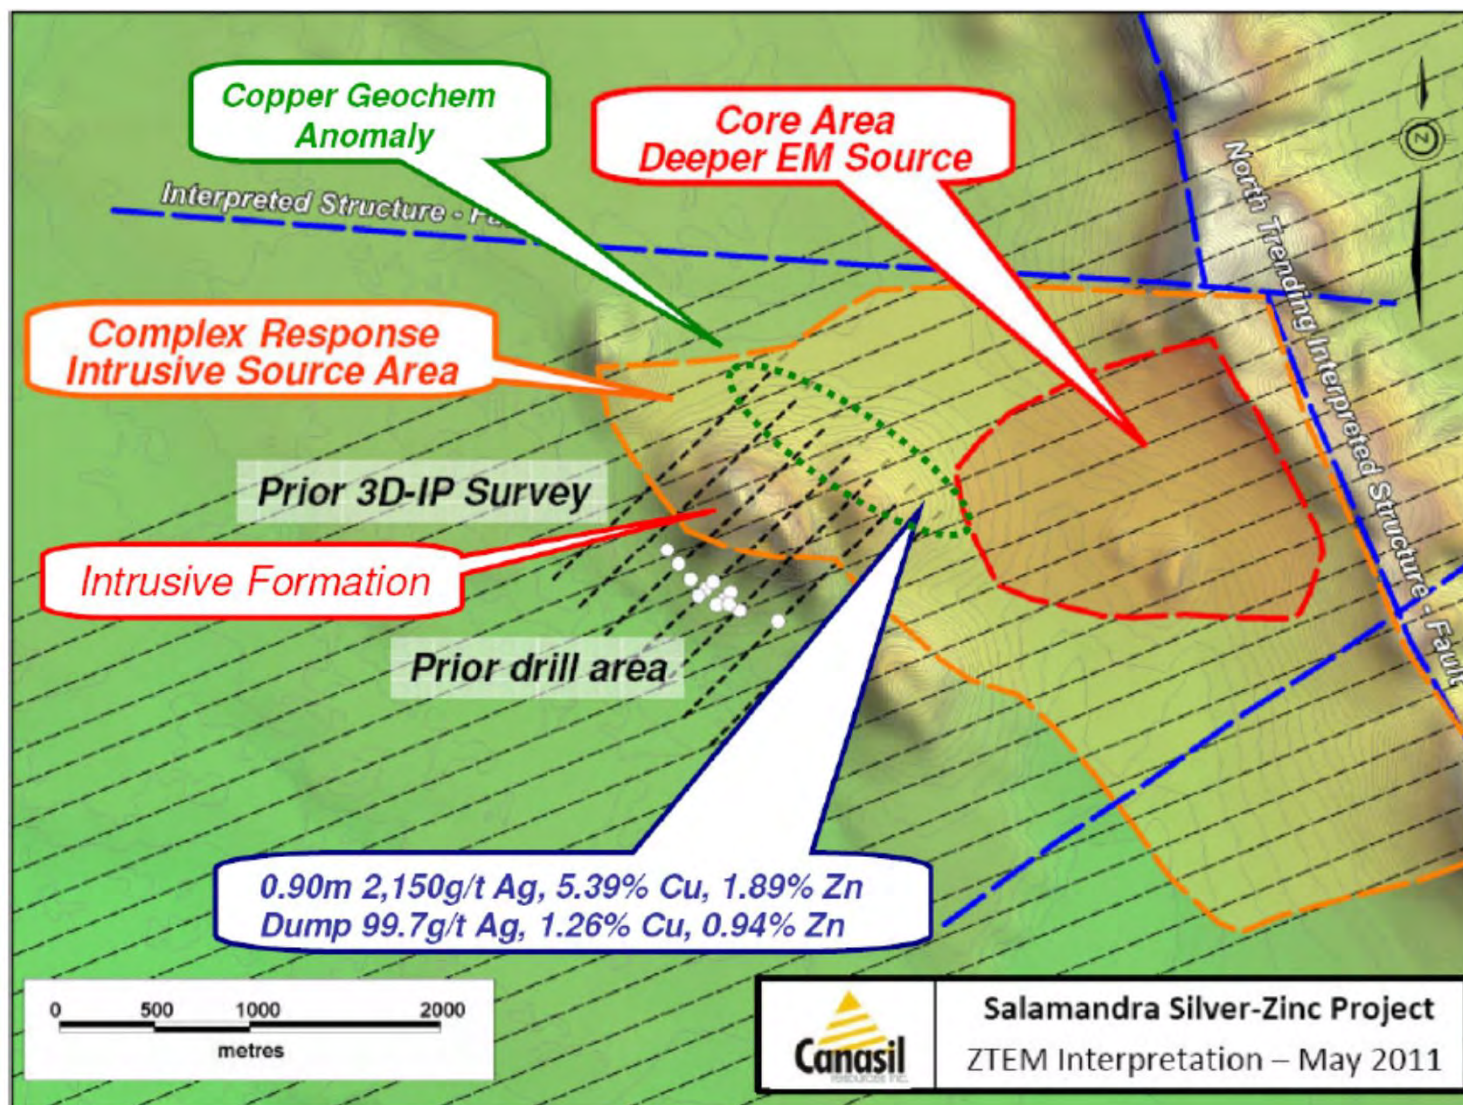 Copper Geochem
Anomaly
Core Area
Deeper EM Source
Interpreted Structure -
North Trending Interpreted Structure - Fault
Complex Response
Intrusive Source Area
Prior 3D-IP Survey
Intrusive Formation
Prior drill area
0.90m 2,150g/t Ag, 5.39% Cu, 1.89% Zn
Dump 99.7g/t Ag, 1.26% Cu, 0.94% Zn
0 500 1000 2000
metres
Canasil
Resources Inc.
Salamandra Silver-Zinc Project
ZTEM Interpretation – May 2011
Z